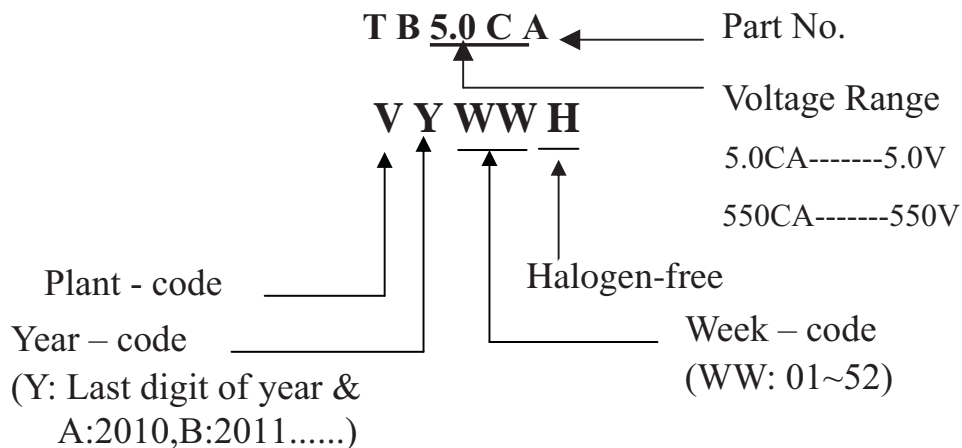 T B 5.0 C A
Part No.
Voltage Range
V Y WW H
5.0CA-------5.0V
550CA-------550V
Plant - code
Halogen-free
Year – code
Week – code
(Y: Last digit of year &
(WW: 01~52)
A:2010,B:2011......)